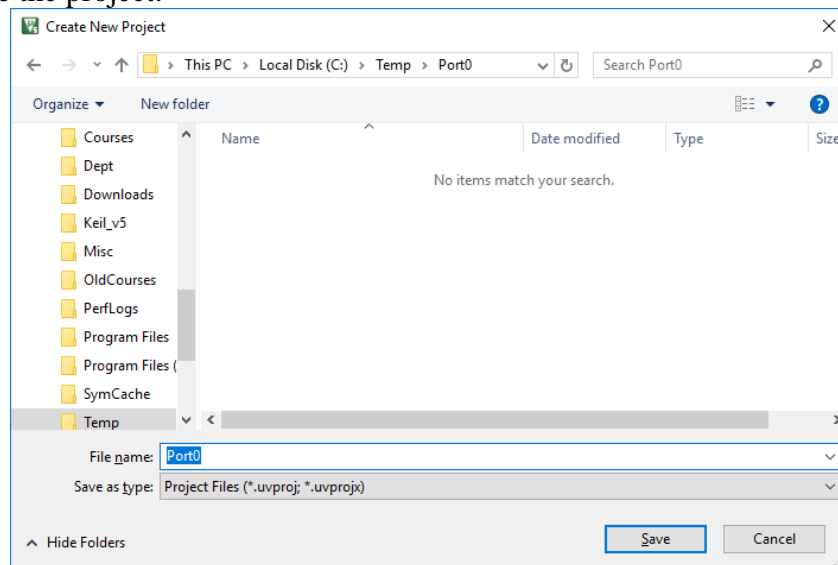 the project.
Create New Project
This PC > Local Disk (C:) > Temp > Port0
Search Port0
Organize
New folder
Name
Date modified
Type
Size
Courses
Dept
No items match your search.
Downloads
Keil_v5
Misc
OldCourses
PerfLogs
Program Files
Program Files (
SymCache
Temp
File name: Port0
Save as type: Project Files (*.uvproj; *.uvprojx)
Hide Folders
Save
Cancel